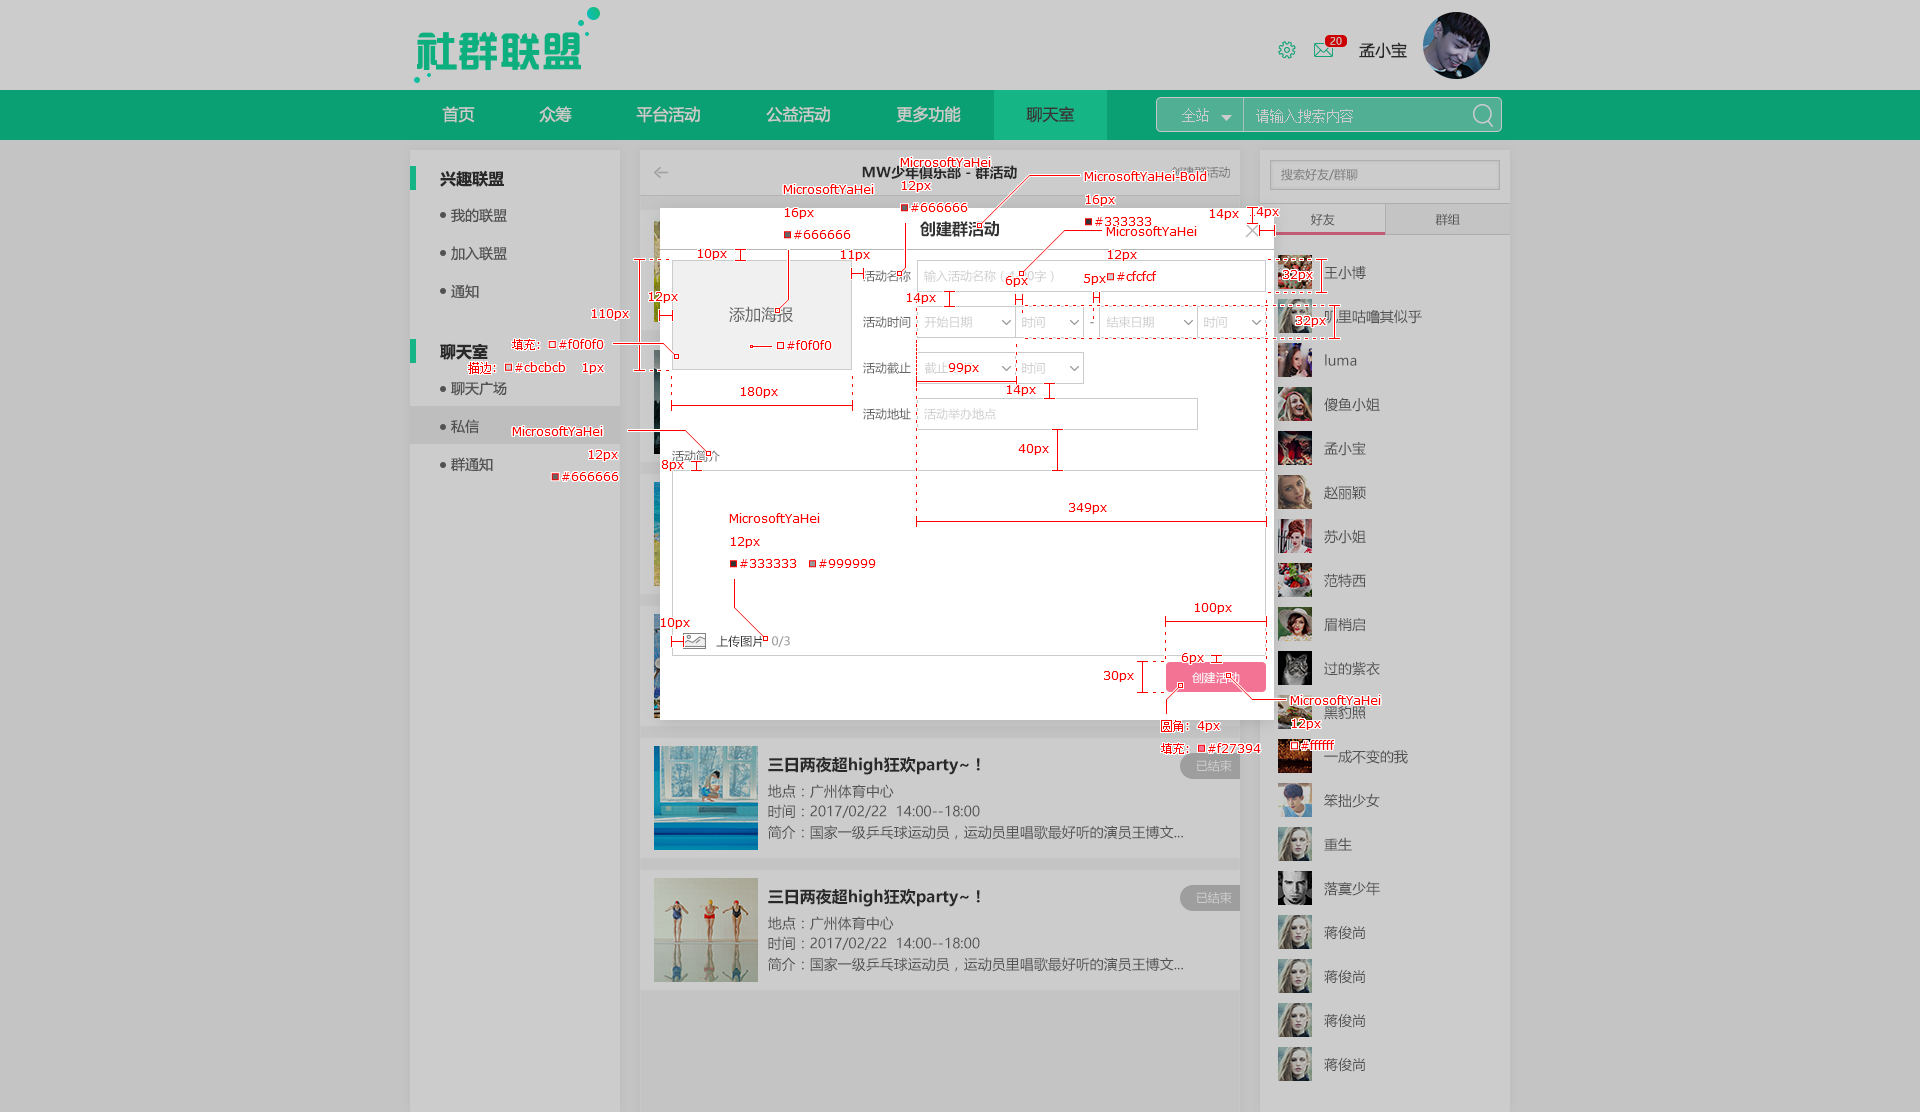 社群联盟
20
孟小宝
首页
众筹
平台活动
公益活动
更多功能
聊天室
全站
请输入搜索内容
兴趣联盟
我的联盟
加入联盟
通知
聊天室
聊天广场
私信
群通知
MW少年俱乐部 - 群活动
MicrosoftYaHei
12px
#666666
MicrosoftYaHei
16px
#666666
MicrosoftYaHei-Bold
16px
#333333
MicrosoftYaHei
12px
#cfcfcf
14px
14px
创建群活动
10px
11px
12px
110px
添加海报
#f0f0f0
填充：
#f0f0f0
描边：
#cbcbcb
1px
180px
活动名称
输入活动名称
6px
5px
32px
14px
活动时间
开始日期
时间
-
结束日期
时间
32px
活动截止
截止
99px
时间
14px
活动地址
活动举办地点
40px
MicrosoftYaHei
12px
#666666
活动简介
8px
349px
MicrosoftYaHei
12px
#333333
#999999
10px
上传图片
0/3
100px
6px
30px
创建活动
MicrosoftYaHei
12px
#ffffff
圆角：
4px
填充：
#f27394
三日两夜超high狂欢party~！
已结束
地点：广州体育中心
时间：2017/02/22 14:00--18:00
简介：国家一级乒乓球运动员，运动员里唱歌最好听的演员王博文...
三日两夜超high狂欢party~！
已结束
地点：广州体育中心
时间：2017/02/22 14:00--18:00
简介：国家一级乒乓球运动员，运动员里唱歌最好听的演员王博文...
搜索好友/群聊
好友
群组
王小博
叽里咕噜其似乎
luma
傻鱼小姐
孟小宝
赵丽颖
苏小姐
范特西
眉梢启
过的紫衣
黑豹照
一成不变的我
笨拙少女
重生
落寞少年
蒋俊尚
蒋俊尚
蒋俊尚
蒋俊尚